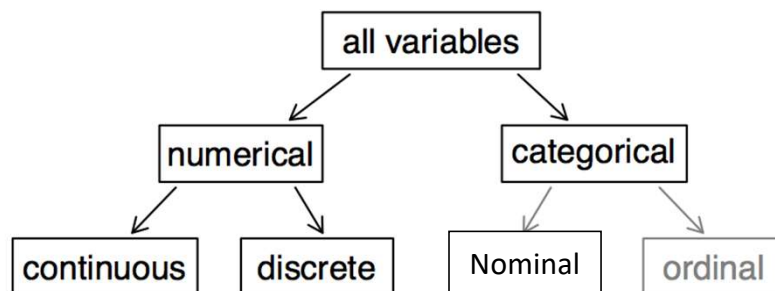 all variables
numerical
categorical
continuous
discrete
Nominal
ordinal